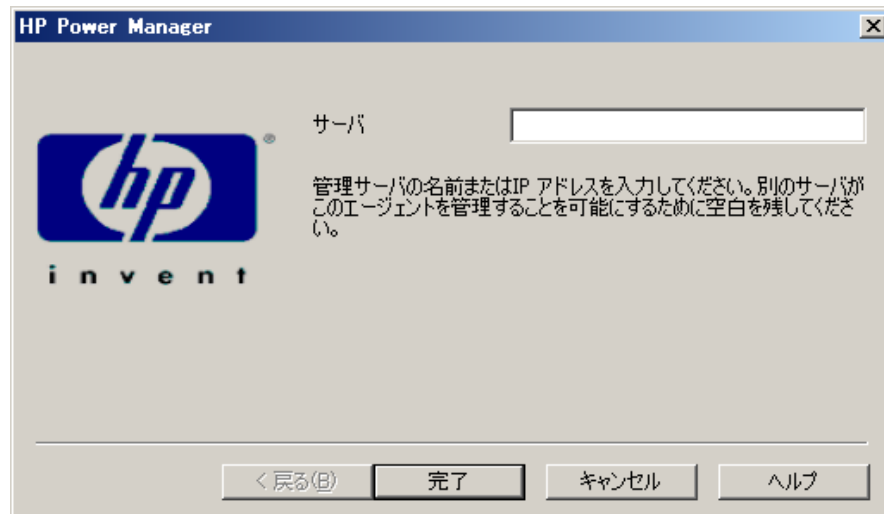 HP Power Manager
サーバ
管理サーバの名前またはIP アドレスを入力してください。別のサーバが
このエージェントを管理することを可能にするために空白を残してくださ
い。
hp
®
invent
< 戻る(B)
完了
キャンセル
ヘルプ